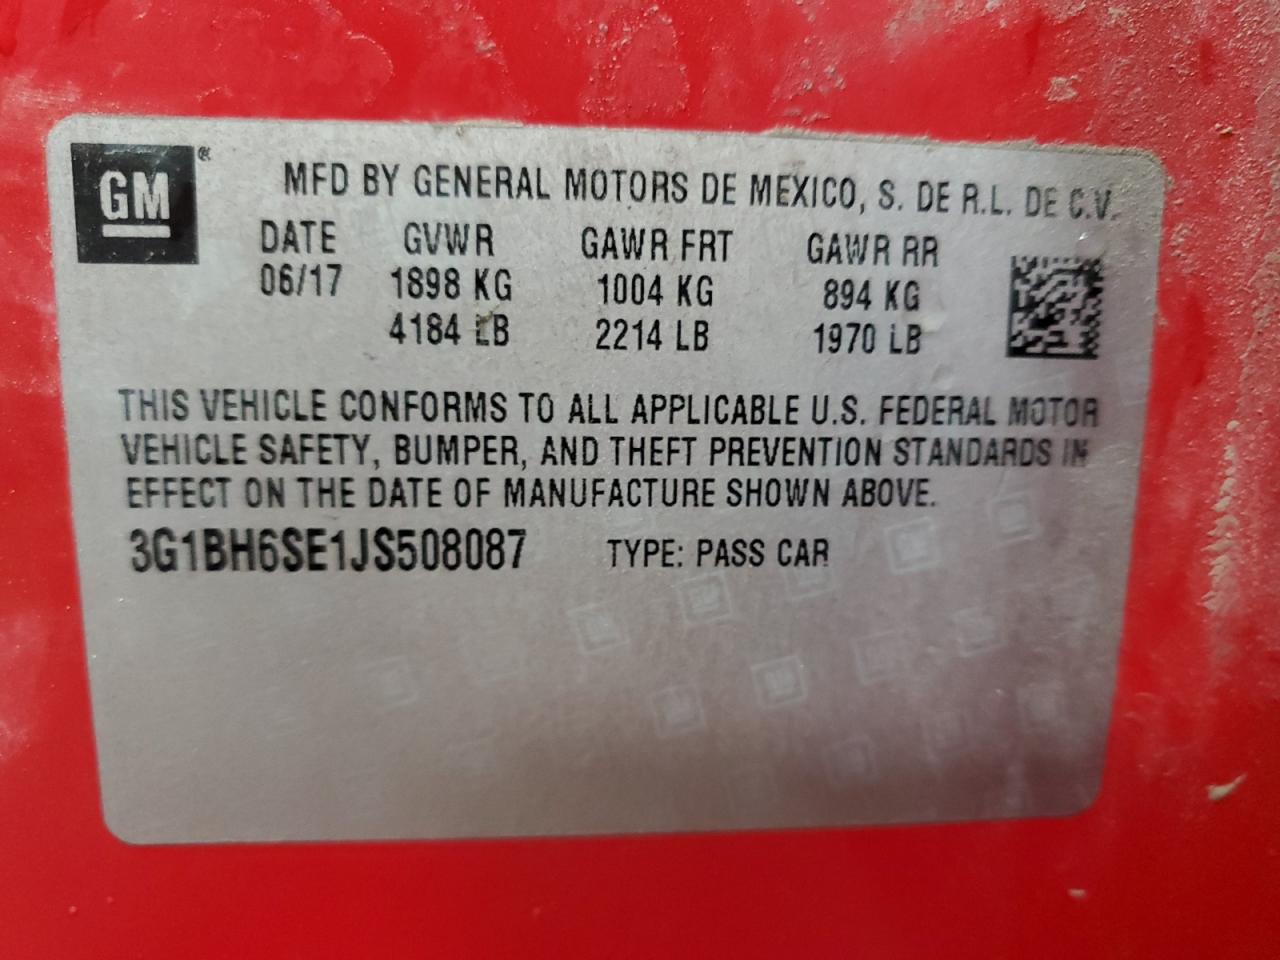 GM ®
MFD BY GENERAL MOTORS DE MEXICO, S. DE R.L. DE C.V.
DATE GVWR GAWR FRT GAWR RR
06/17 1898 KG 1004 KG 894 KG
4184 LB 2214 LB 1970 LB
THIS VEHICLE CONFORMS TO ALL APPLICABLE U.S. FEDERAL MOTOR
VEHICLE SAFETY, BUMPER, AND THEFT PREVENTION STANDARDS IN
EFFECT ON THE DATE OF MANUFACTURE SHOWN ABOVE.
3G1BH6SE1JS508087 TYPE: PASS CAR